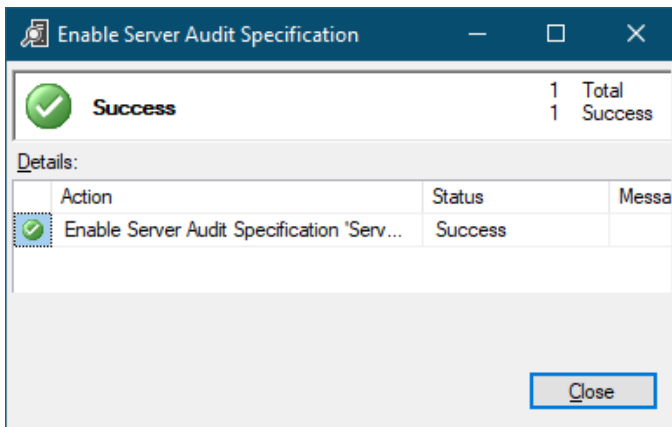 Enable Server Audit Specification
Success
1 Total
1 Success
Details:
Action Status Messa
Enable Server Audit Specification 'Serv... Success
Close